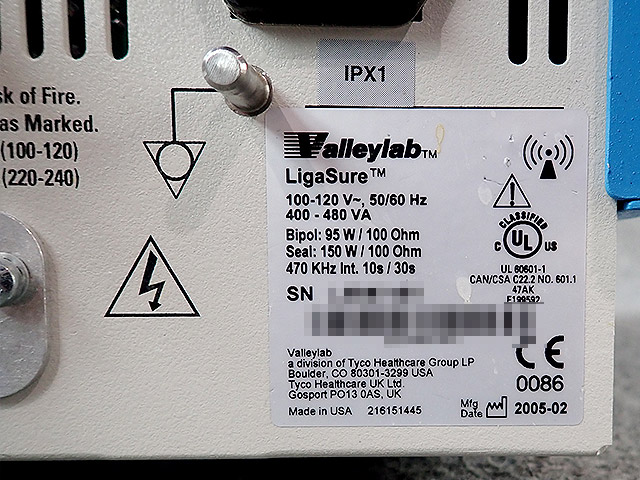 sk of Fire.
as Marked.
(100-120)
(220-240)
IPX1
Valleylab™
LigaSure™
100-120 V~, 50/60 Hz
400 - 480 VA
Bipol: 95 W / 100 Ohm
Seal: 150 W / 100 Ohm
470 KHz Int. 10s / 30s
SN
CLASSIFIED
C UL US
UL 60601-1
CAN/CSA C22.2 NO. 601.1
47AK
E199592
Valleylab
a division of Tyco Healthcare Group LP
Boulder, CO 80301-3299 USA
Tyco Healthcare UK Ltd.
Gosport PO13 0AS, UK
Made in USA 216151445
CE
0086
Mfg
Date 2005-02